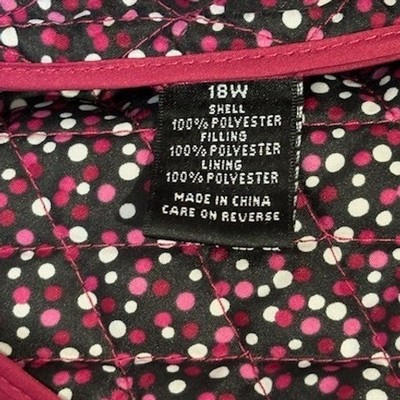 18W
SHELL
100% POLYESTER
FILLING
100% POLYESTER
LINING
100% POLYESTER
MADE IN CHINA
CARE ON REVERSE